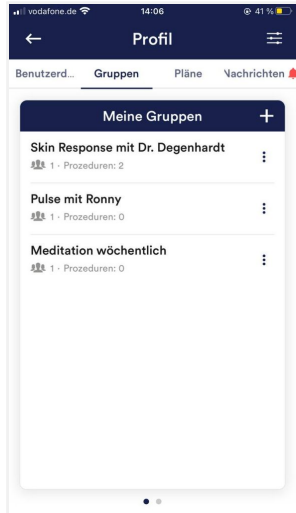 vodafone.de 14:06 41 %
Profil
Benutzerd... Gruppen Pläne Nachrichten
Meine Gruppen +
Skin Response mit Dr. Degenhardt
1 · Prozeduren: 2
Pulse mit Ronny
1 · Prozeduren: 0
Meditation wöchentlich
1 · Prozeduren: 0